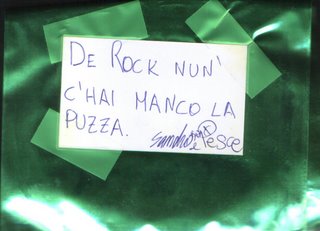 DE ROCK NUN'
C'HAI MANCO LA
PUZZA. Sandro
e Pesce